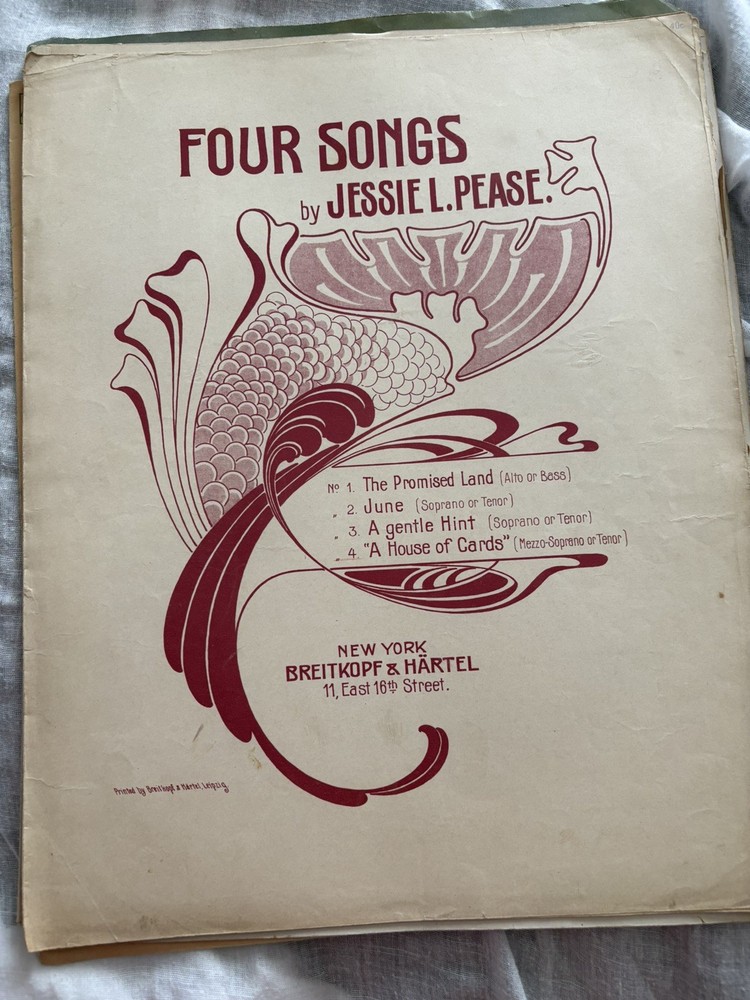 FOUR SONGS
by JESSIE L. PEASE.
No 1. The Promised Land (Alto or Bass)
„ 2. June (Soprano or Tenor)
„ 3. A gentle Hint (Soprano or Tenor)
„ 4. "A House of Cards" (Mezzo-Soprano or Tenor)
NEW YORK
BREITKOPF & HÄRTEL
11, East 16th Street.
Printed by Breitkopf & Härtel, Leipzig.